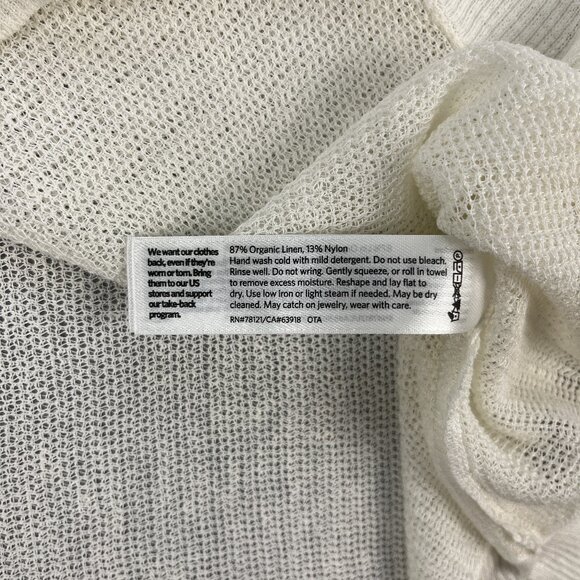 We want our clothes
back, even if they're
worn or torn. Bring
them to our US
stores and support
our take-back
program.
87% Organic Linen, 13% Nylon
Hand wash cold with mild detergent. Do not use bleach.
Rinse well. Do not wring. Gently squeeze, or roll in towel
to remove excess moisture. Reshape and lay flat to
dry. Use low iron or light steam if needed. May be dry
cleaned. May catch on jewelry, wear with care.
RN#78121/CA#63918 OTA